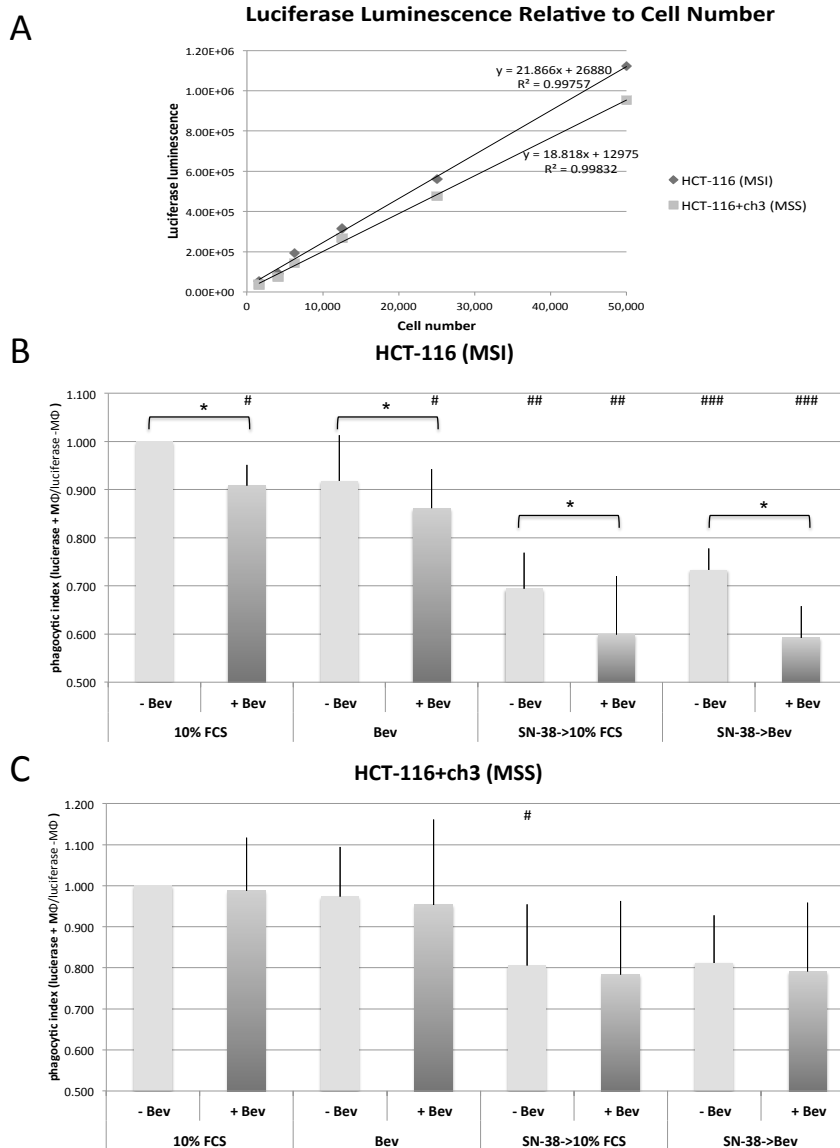 A
Luciferase Luminescence Relative to Cell Number
Luciferase luminescence
1.20E+06
1.00E+06
8.00E+05
6.00E+05
4.00E+05
2.00E+05
0.00E+00
y = 21.866x + 26880
R² = 0.99757
y = 18.818x + 12975
R² = 0.99832
HCT-116 (MSI)
HCT-116+ch3 (MSS)
0 10,000 20,000 30,000 40,000 50,000
Cell number
B
HCT-116 (MSI)
phagocytic index (lucierase + MΦ/luciferase -MΦ)
1.100
1.000
0.900
0.800
0.700
0.600
0.500
# # ## ## ### ###
* * * *
- Bev + Bev - Bev + Bev - Bev + Bev - Bev + Bev
10% FCS Bev SN-38->10% FCS SN-38->Bev
C
HCT-116+ch3 (MSS)
phagocytic index (lucierase + MΦ/luciferase -MΦ)
1.200
1.100
1.000
0.900
0.800
0.700
0.600
0.500
#
- Bev + Bev - Bev + Bev - Bev + Bev - Bev + Bev
10% FCS Bev SN-38->10% FCS SN-38->Bev